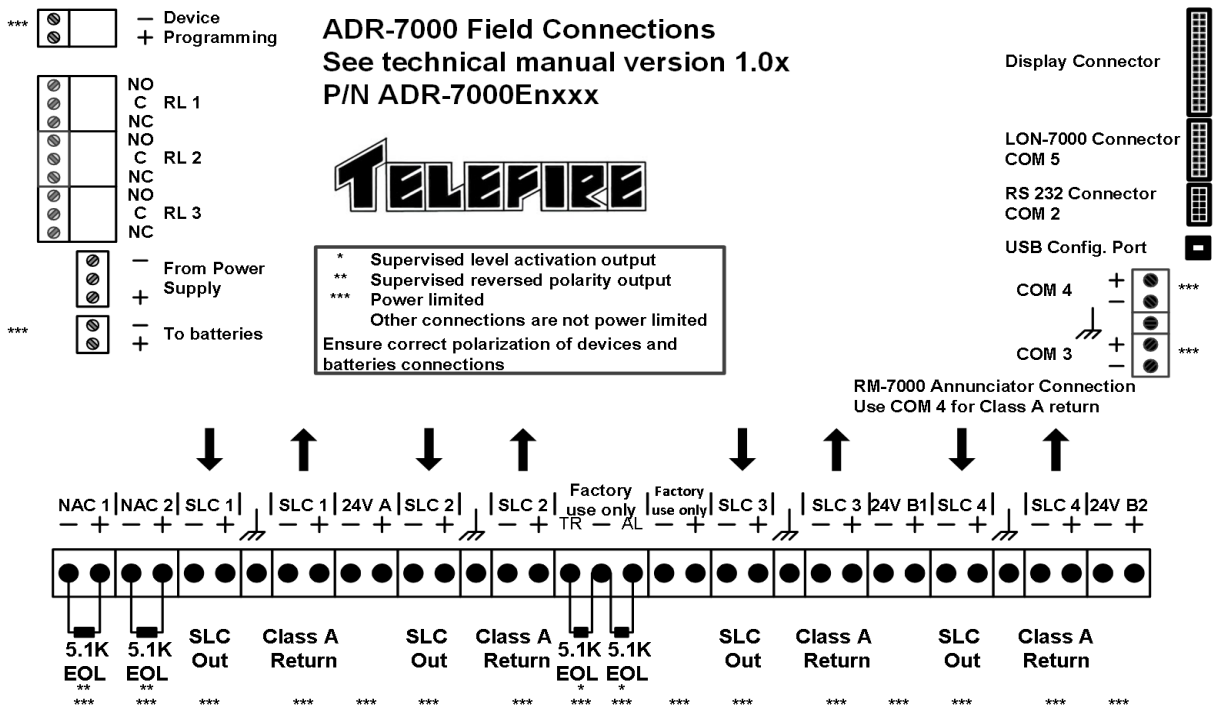 ADR-7000 Field Connections
See technical manual version 1.0x
P/N ADR-7000Enxxx
TELEFIRE
*** − Device
+ Programming
NO
C RL 1
NC
NO
C RL 2
NC
NO
C RL 3
NC
− From Power
+ Supply
*** − To batteries
+
* Supervised level activation output
** Supervised reversed polarity output
*** Power limited
Other connections are not power limited
Ensure correct polarization of devices and
batteries connections
Display Connector
LON-7000 Connector
COM 5
RS 232 Connector
COM 2
USB Config. Port
COM 4 + ***
−
COM 3 + ***
−
RM-7000 Annunciator Connection
Use COM 4 for Class A return
NAC 1 NAC 2 SLC 1 SLC 1 24V A SLC 2 SLC 2 Factory use only Factory use only SLC 3 SLC 3 24V B1 SLC 4 SLC 4 24V B2
− + − + − + − + − + − + − + TR − AL − + − + − + − + − + − + − +
5.1K EOL 5.1K EOL SLC Out Class A Return SLC Out Class A Return 5.1K EOL 5.1K EOL SLC Out Class A Return SLC Out Class A Return
** ** * *
*** *** *** *** *** *** *** *** *** *** *** *** *** *** *** ***